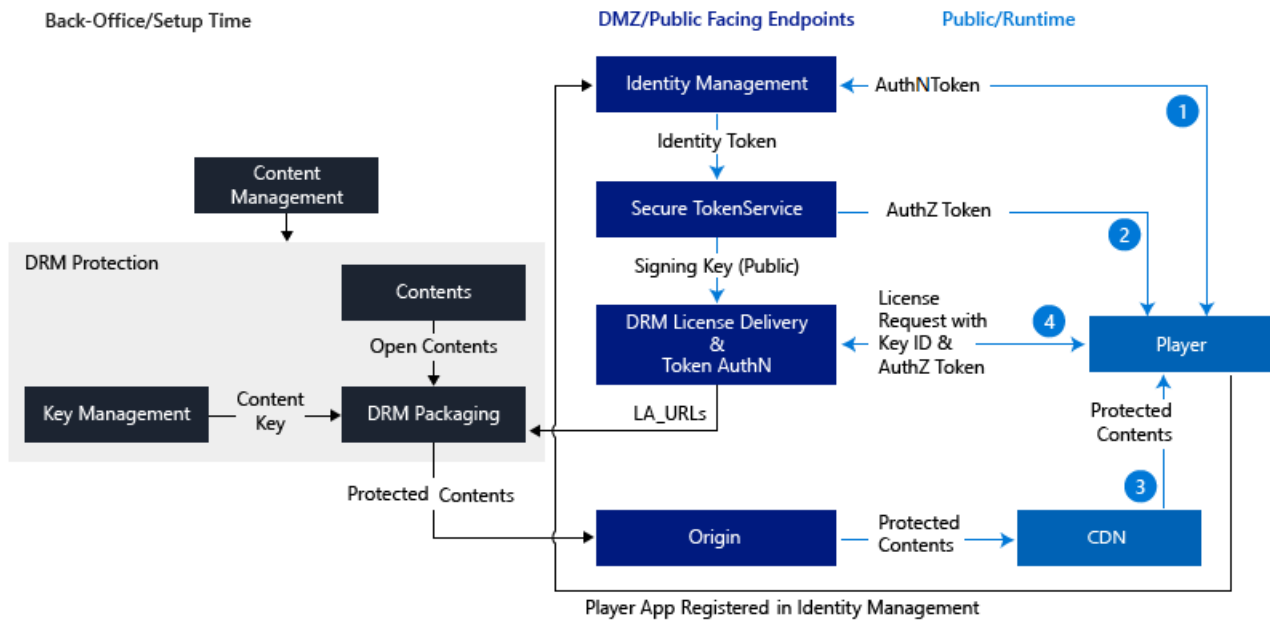 Back-Office/Setup Time
DMZ/Public Facing Endpoints
Public/Runtime
Identity Management
AuthNToken
1
Identity Token
Content
Management
Secure TokenService
AuthZ Token
2
DRM Protection
Signing Key (Public)
Contents
DRM License Delivery
&
Token AuthN
License
Request with
Key ID &
AuthZ Token
4
Player
Open Contents
Key Management
Content
Key
DRM Packaging
LA_URLs
Protected
Contents
Protected Contents
3
Origin
Protected
Contents
CDN
Player App Registered in Identity Management